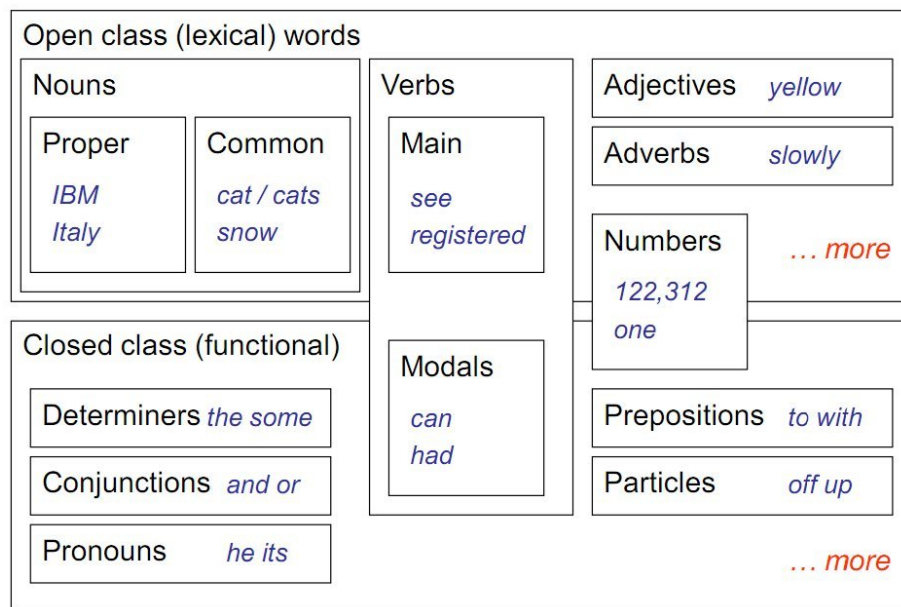 Open class (lexical) words
Nouns
Proper
IBM
Italy
Common
cat / cats
snow
Verbs
Main
see
registered
Adjectives yellow
Adverbs slowly
Numbers
122,312
one
… more
Closed class (functional)
Determiners the some
Conjunctions and or
Pronouns he its
Modals
can
had
Prepositions to with
Particles off up
… more